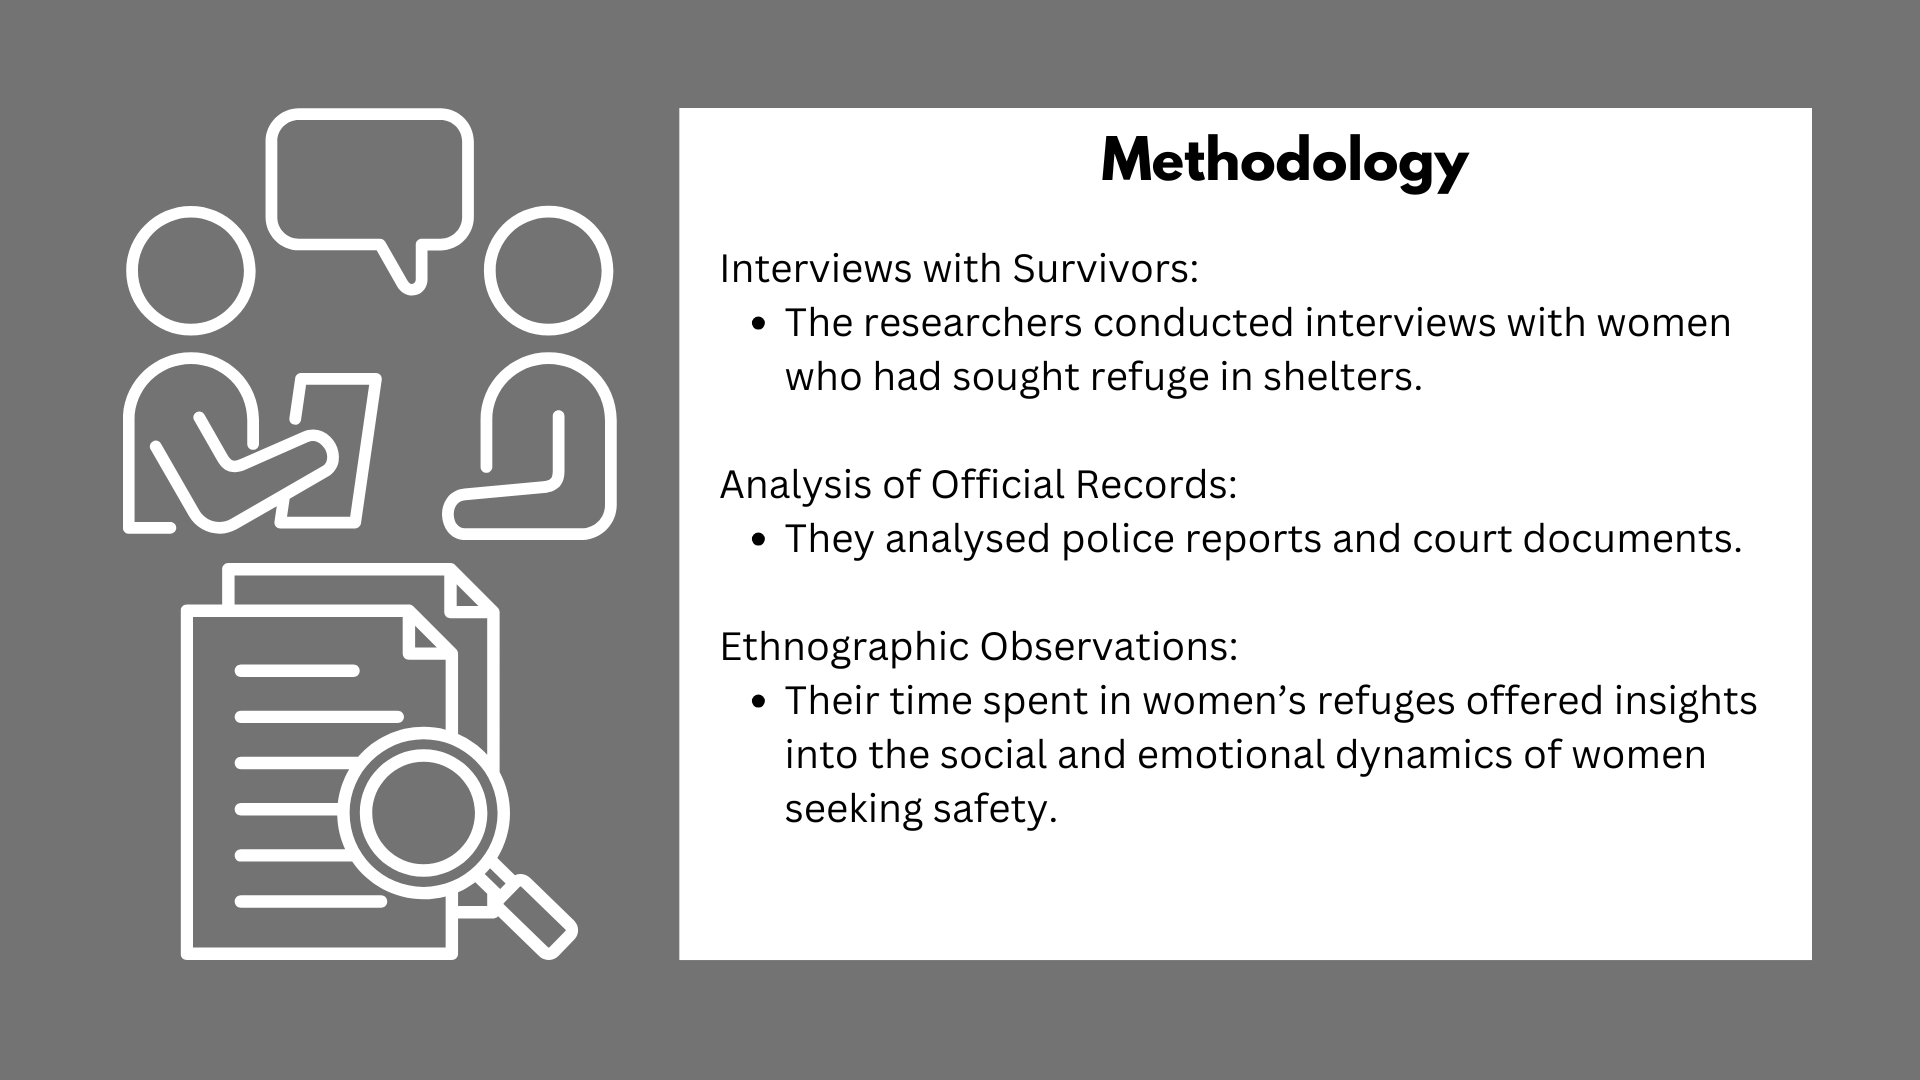 Methodology
Interviews with Survivors:
• The researchers conducted interviews with women
who had sought refuge in shelters.
Analysis of Official Records:
• They analysed police reports and court documents.
Ethnographic Observations:
• Their time spent in women’s refuges offered insights
into the social and emotional dynamics of women
seeking safety.